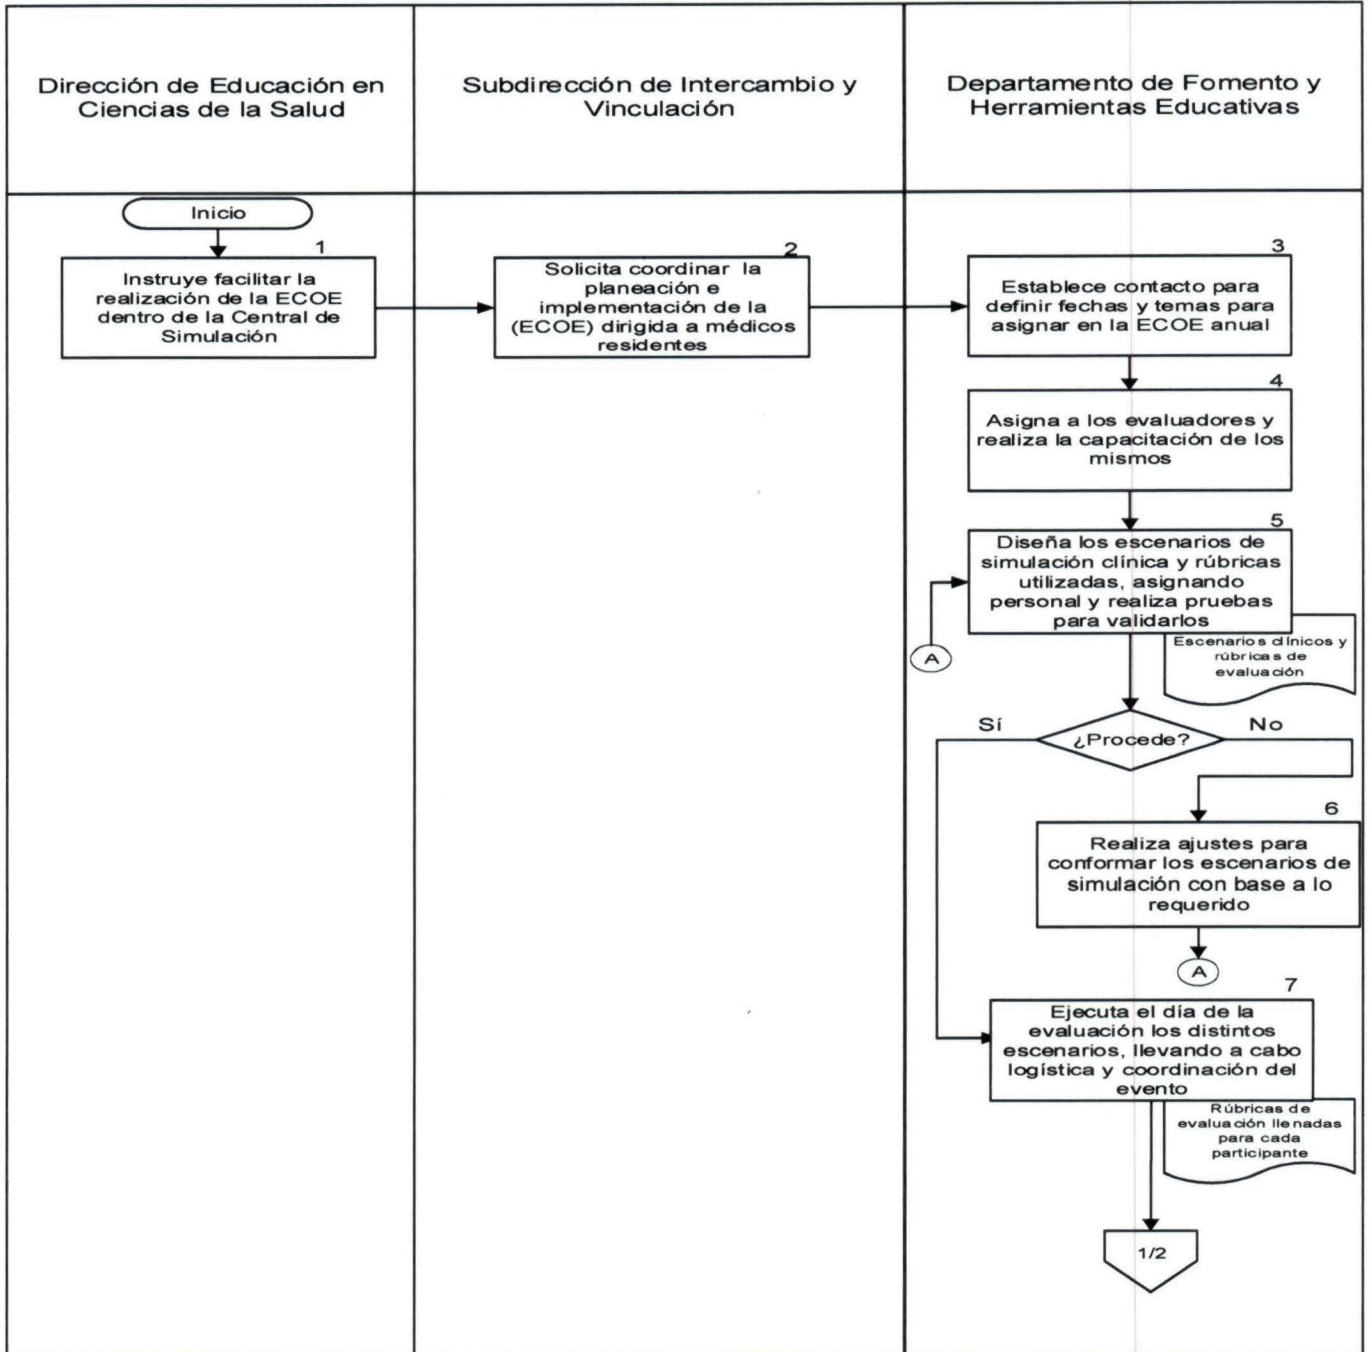 Dirección de Educación en
Ciencias de la Salud
Subdirección de Intercambio y
Vinculación
Departamento de Fomento y
Herramientas Educativas
Inicio
1
Instruye facilitar la
realización de la ECOE
dentro de la Central de
Simulación
2
Solicita coordinar la
planeación e
implementación de la
(ECOE) dirigida a médicos
residentes
3
Establece contacto para
definir fechas y temas para
asignar en la ECOE anual
4
Asigna a los evaluadores y
realiza la capacitación de los
mismos
5
Diseña los escenarios de
simulación clínica y rúbricas
utilizadas, asignando
personal y realiza pruebas
para validarlos
Escenarios clínicos y
rúbricas de
evaluación
A
Sí
¿Procede?
No
6
Realiza ajustes para
conformar los escenarios de
simulación con base a lo
requerido
A
7
Ejecuta el día de la
evaluación los distintos
escenarios, llevando a cabo
logística y coordinación del
evento
Rúbricas de
evaluación llenadas
para cada
participante
1/2